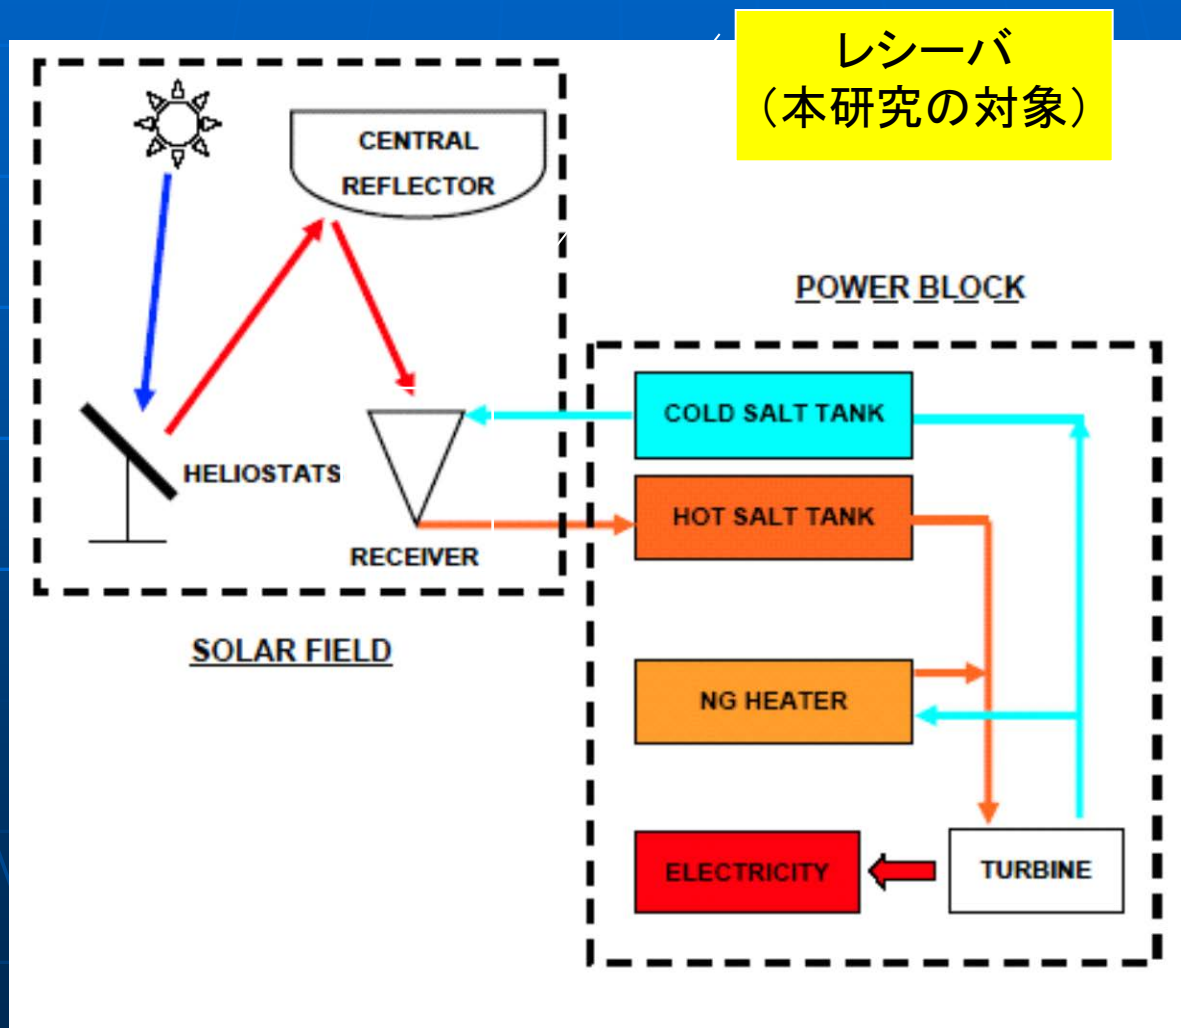 レシーバ
（本研究の対象）
CENTRAL
REFLECTOR
HELIOSTATS
RECEIVER
SOLAR FIELD
POWER BLOCK
COLD SALT TANK
HOT SALT TANK
NG HEATER
ELECTRICITY
TURBINE